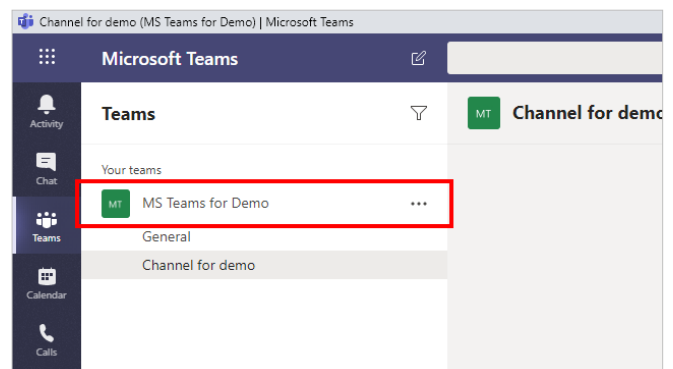 Channel for demo (MS Teams for Demo) | Microsoft Teams
Microsoft Teams
Activity
Chat
Teams
Calendar
Calls
Teams
Your teams
MT MS Teams for Demo ...
General
Channel for demo
MT Channel for demo